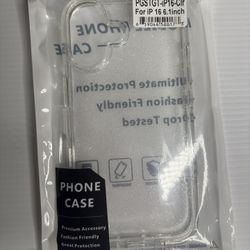 PGSTGT-iP16-Clr
For iP 16 6.1inch
PHONE
CASE
Ultimate Protection
Fashion Friendly
Drop Tested
PHONE
CASE
Premium Accessory
Fashion Friendly
Great Protection